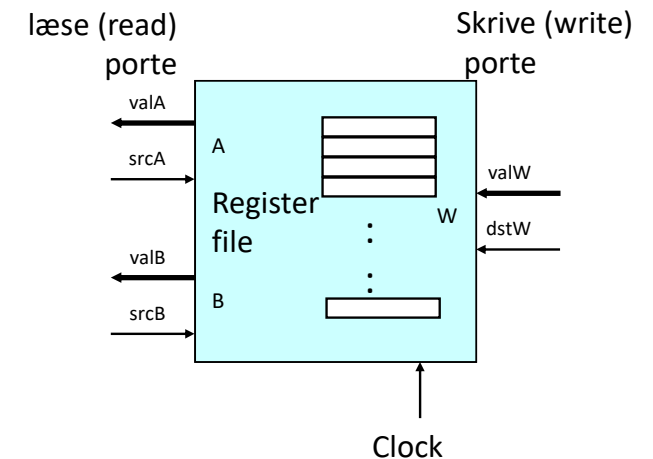 læse (read)
porte
Skrive (write)
porte
valA
srcA
A
Register
file
valB
srcB
B
valW
W
dstW
Clock